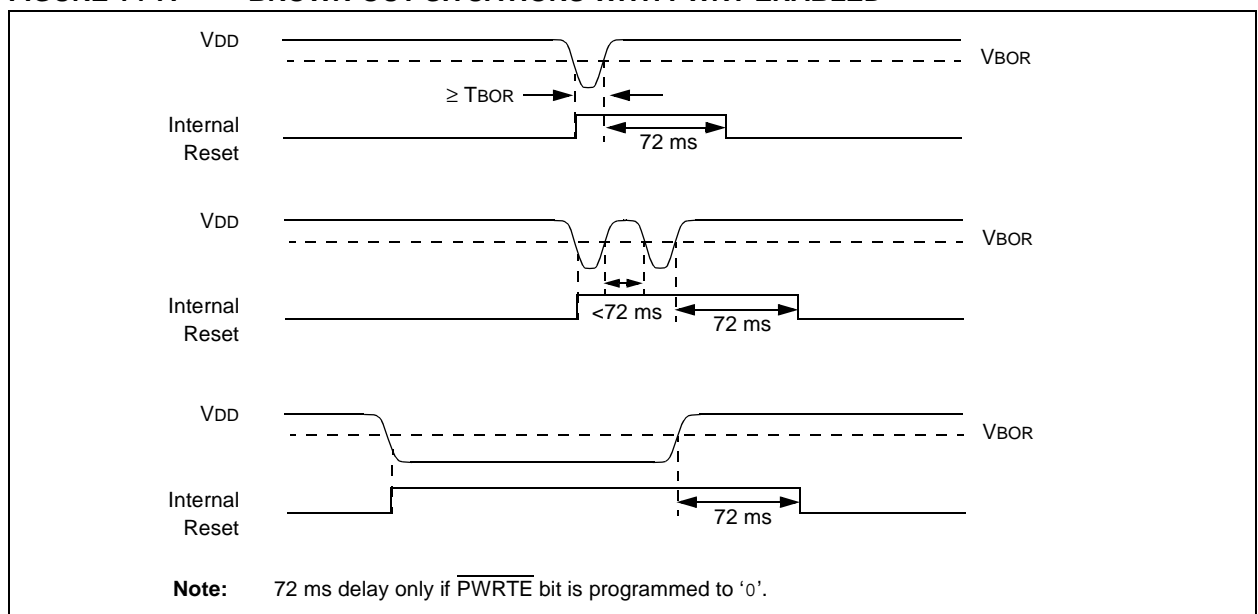 VDD
VBOR
≥ TBOR
Internal
Reset
72 ms
VDD
VBOR
Internal
Reset
<72 ms
72 ms
VDD
VBOR
Internal
Reset
72 ms
Note: 72 ms delay only if PWRTE bit is programmed to ‘0’.